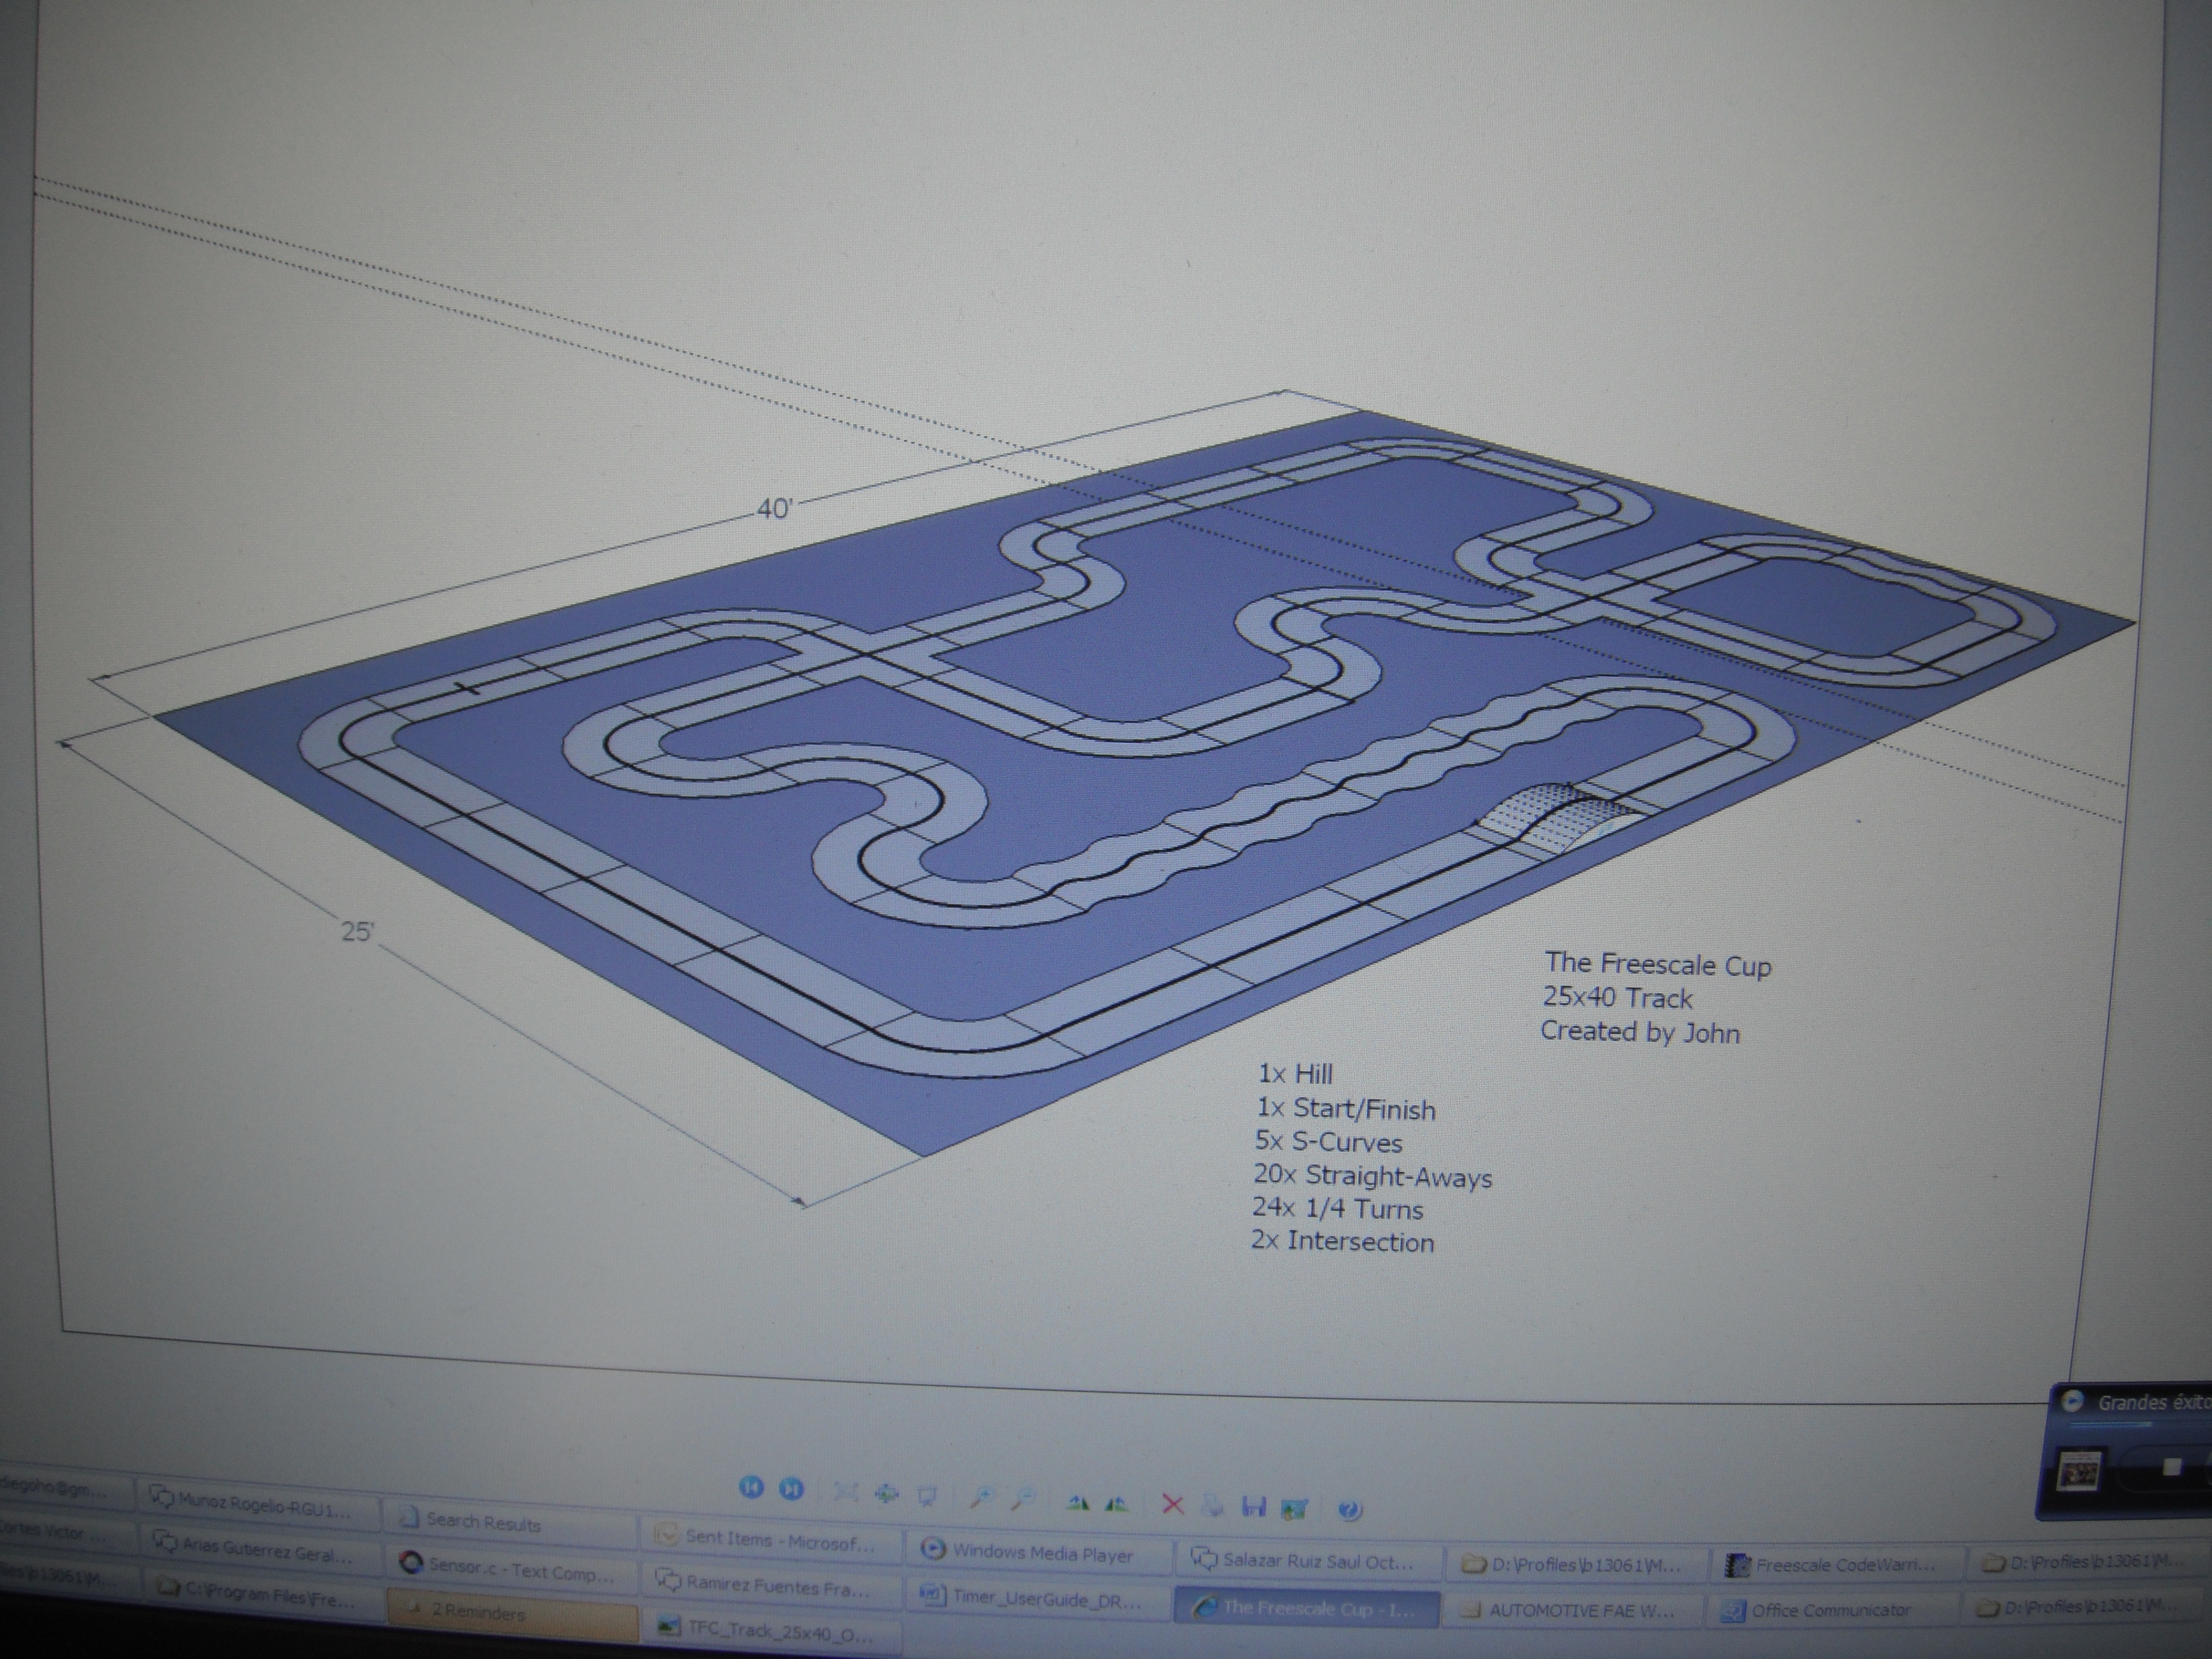 40'
25'
The Freescale Cup
25x40 Track
Created by John
1x Hill
1x Start/Finish
5x S-Curves
20x Straight-Aways
24x 1/4 Turns
2x Intersection
Grandes éxito
diegoho@gm...
Munoz Rogelio-RGU1...
Search Results
Sent Items - Microsof...
Windows Media Player
Salazar Ruiz Saul Oct...
D:\Profiles\b13061\M...
Freescale CodeWarri...
D:\Profiles\b13061\M...
Cortes Victor ...
Arias Gutierrez Geral...
Sensor.c - Text Comp...
Ramirez Fuentes Fra...
Timer_UserGuide_DR...
The Freescale Cup - I...
AUTOMOTIVE FAE W...
Office Communicator
D:\Profiles\b13061\M...
files\b13061\M...
C:\Program Files\Fre...
2 Reminders
TFC_Track_25x40_O...